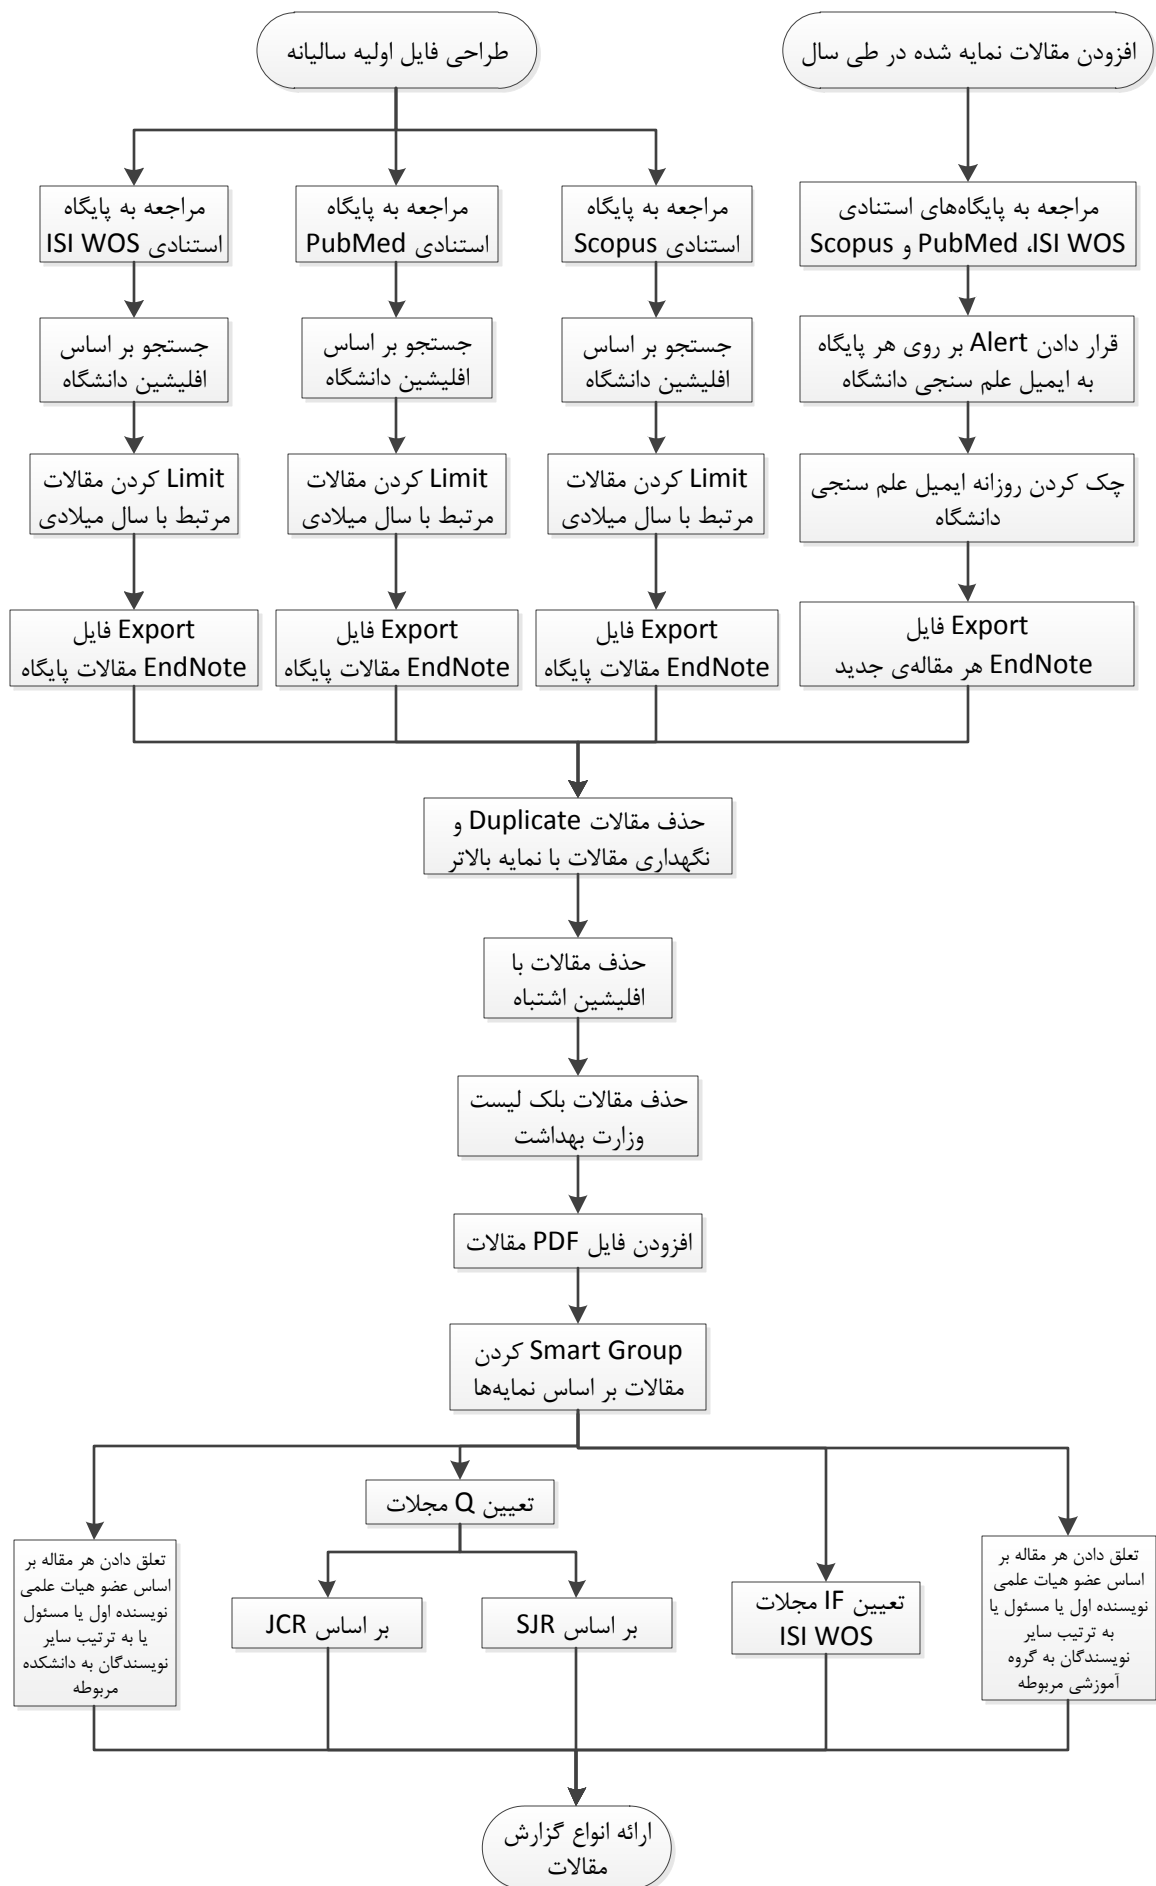 افزودن مقالات نمایه شده در طی سال
طراحی فایل اولیه سالیانه
مراجعه به پایگاه‌های استنادی
ISI WOS، PubMed و Scopus
مراجعه به پایگاه
استنادی Scopus
مراجعه به پایگاه
استنادی PubMed
مراجعه به پایگاه
استنادی ISI WOS
قرار دادن Alert بر روی هر پایگاه
به ایمیل علم سنجی دانشگاه
جستجو بر اساس
افلیشین دانشگاه
جستجو بر اساس
افلیشین دانشگاه
جستجو بر اساس
افلیشین دانشگاه
چک کردن روزانه ایمیل علم سنجی
دانشگاه
Limit کردن مقالات
مرتبط با سال میلادی
Limit کردن مقالات
مرتبط با سال میلادی
Limit کردن مقالات
مرتبط با سال میلادی
Export فایل
EndNote هر مقاله‌ی جدید
Export فایل
EndNote مقالات پایگاه
Export فایل
EndNote مقالات پایگاه
Export فایل
EndNote مقالات پایگاه
حذف مقالات Duplicate و
نگهداری مقالات با نمایه بالاتر
حذف مقالات با
افلیشین اشتباه
حذف مقالات بلک لیست
وزارت بهداشت
افزودن فایل PDF مقالات
Smart Group کردن
مقالات بر اساس نمایه‌ها
تعیین Q مجلات
تعلق دادن هر مقاله بر
اساس عضو هیات علمی
نویسنده اول یا مسئول یا
به ترتیب سایر
نویسندگان به گروه
آموزشی مربوطه
تعیین IF مجلات
ISI WOS
بر اساس SJR
بر اساس JCR
تعلق دادن هر مقاله بر
اساس عضو هیات علمی
نویسنده اول یا مسئول
یا به ترتیب سایر
نویسندگان به دانشکده
مربوطه
ارائه انواع گزارش
مقالات